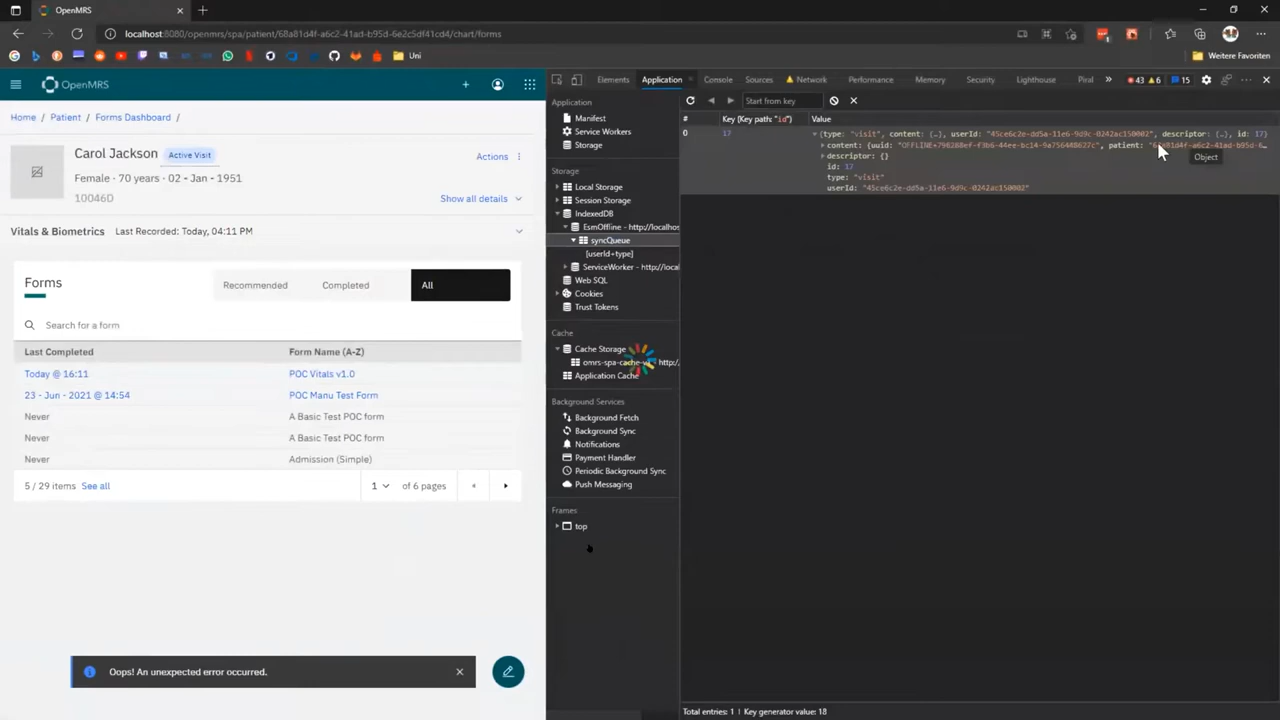 OpenMRS
localhost:8080/openmrs/spa/patient/68a81d4f-a6c2-41ad-b95d-6e2c5df41cd4/chart/forms
Uni
Weitere Favoriten
OpenMRS
Home / Patient / Forms Dashboard /
Carol Jackson Active Visit
Actions
Female · 70 years · 02 - Jan - 1951
10046D
Show all details
Vitals & Biometrics Last Recorded: Today, 04:11 PM
Forms
Recommended Completed All
Search for a form
Last Completed Form Name (A-Z)
Today @ 16:11 POC Vitals v1.0
23 - Jun - 2021 @ 14:54 POC Manu Test Form
Never A Basic Test POC form
Never A Basic Test POC form
Never Admission (Simple)
5 / 29 items See all
1 of 6 pages
Oops! An unexpected error occurred.
Elements Application Console Sources Network Performance Memory Security Lighthouse Piral 43 6 15
Application
Manifest
Service Workers
Storage
Storage
Local Storage
Session Storage
IndexedDB
EsmOffline - http://localhos
syncQueue
[userId+type]
ServiceWorker - http://local
Web SQL
Cookies
Trust Tokens
Cache
Cache Storage
omrs-spa-cache-v http:/
Application Cache
Background Services
Background Fetch
Background Sync
Notifications
Payment Handler
Periodic Background Sync
Push Messaging
Frames
top
Start from key
# Key (Key path: "id") Value
0 17 {type: "visit", content: {…}, userId: "45ce6c2e-dd5a-11e6-9d9c-0242ac150002", descriptor: {…}, id: 17}
content: {uuid: "OFFLINE+798288ef-f3b6-44ee-bc14-9a756448627c", patient:
descriptor: {}
id: 17
type: "visit"
userId: "45ce6c2e-dd5a-11e6-9d9c-0242ac150002"
Object
Total entries: 1 | Key generator value: 18